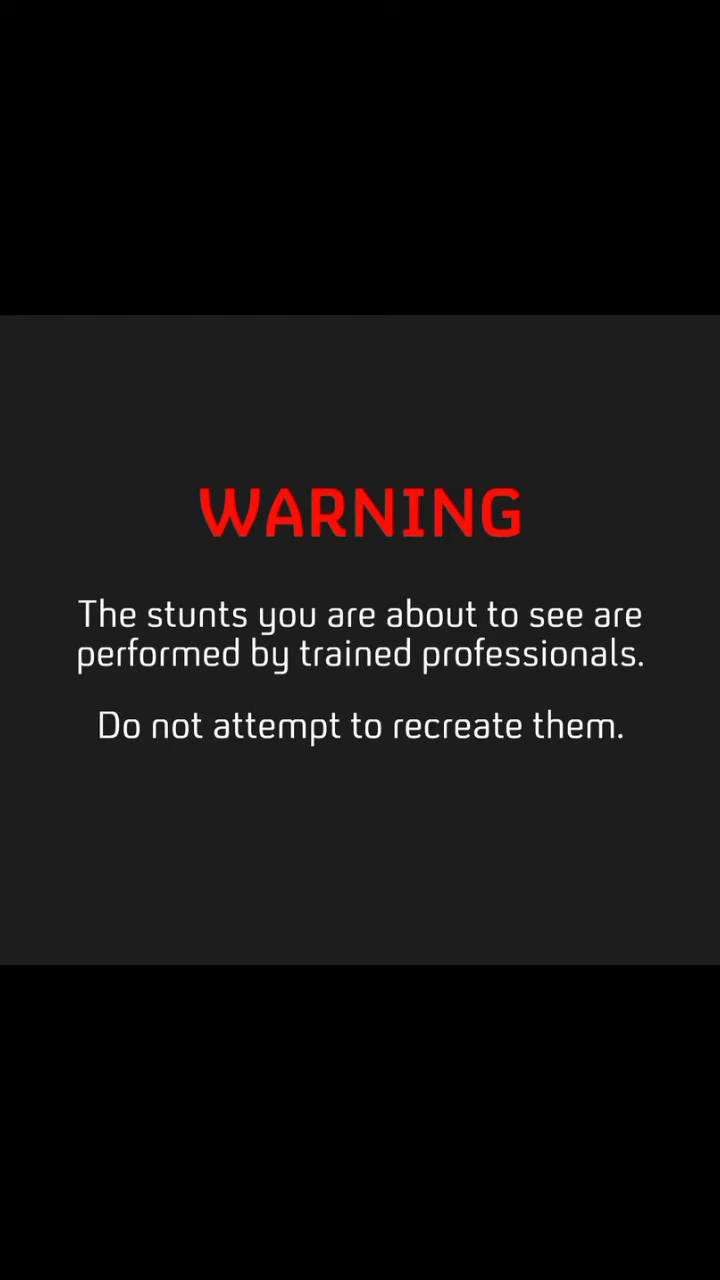 WARNING
The stunts you are about to see are
performed by trained professionals.
Do not attempt to recreate them.